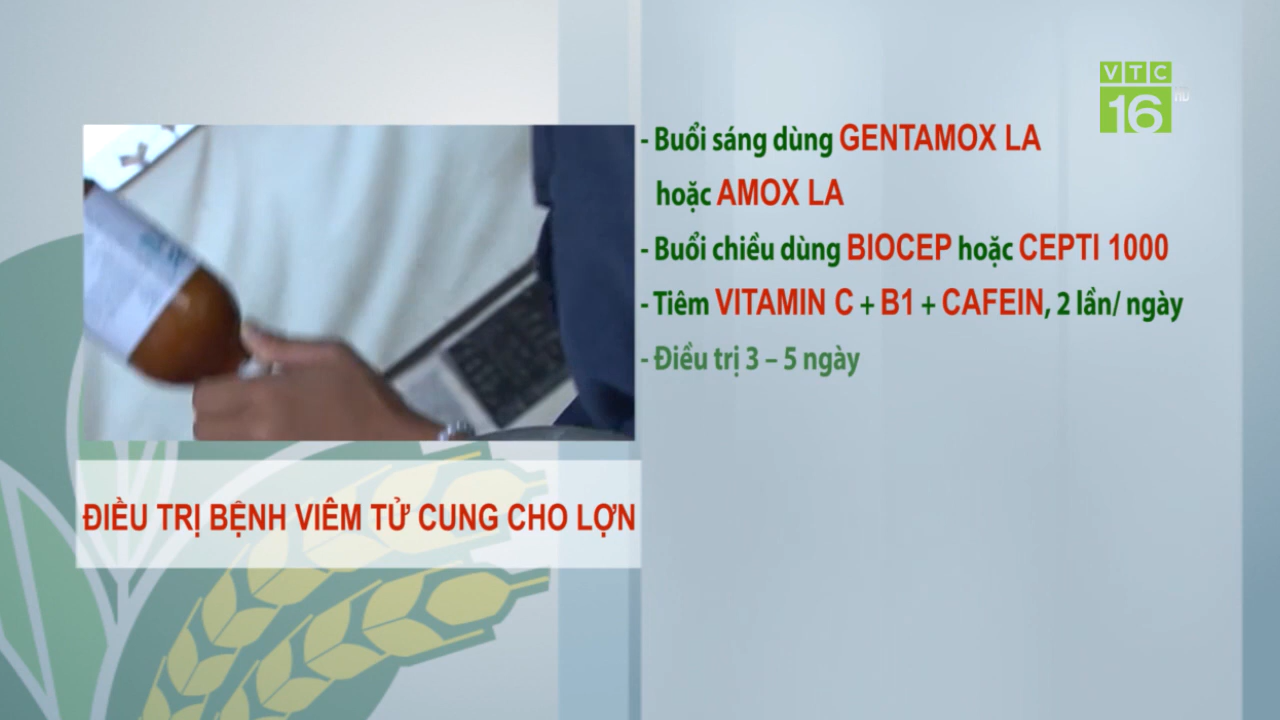 VTC
16
HD
- Buổi sáng dùng GENTAMOX LA
hoặc AMOX LA
- Buổi chiều dùng BIOCEP hoặc CEPTI 1000
- Tiêm VITAMIN C + B1 + CAFEIN, 2 lần/ ngày
- Điều trị 3 – 5 ngày
ĐIỀU TRỊ BỆNH VIÊM TỬ CUNG CHO LỢN